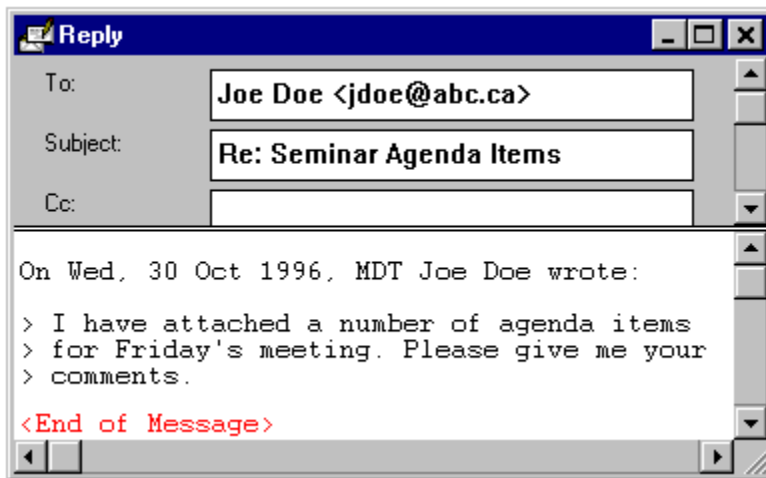 Reply
To: Joe Doe <jdoe@abc.ca>
Subject: Re: Seminar Agenda Items
Cc:
On Wed, 30 Oct 1996, MDT Joe Doe wrote:
> I have attached a number of agenda items
> for Friday's meeting. Please give me your
> comments.
<End of Message>